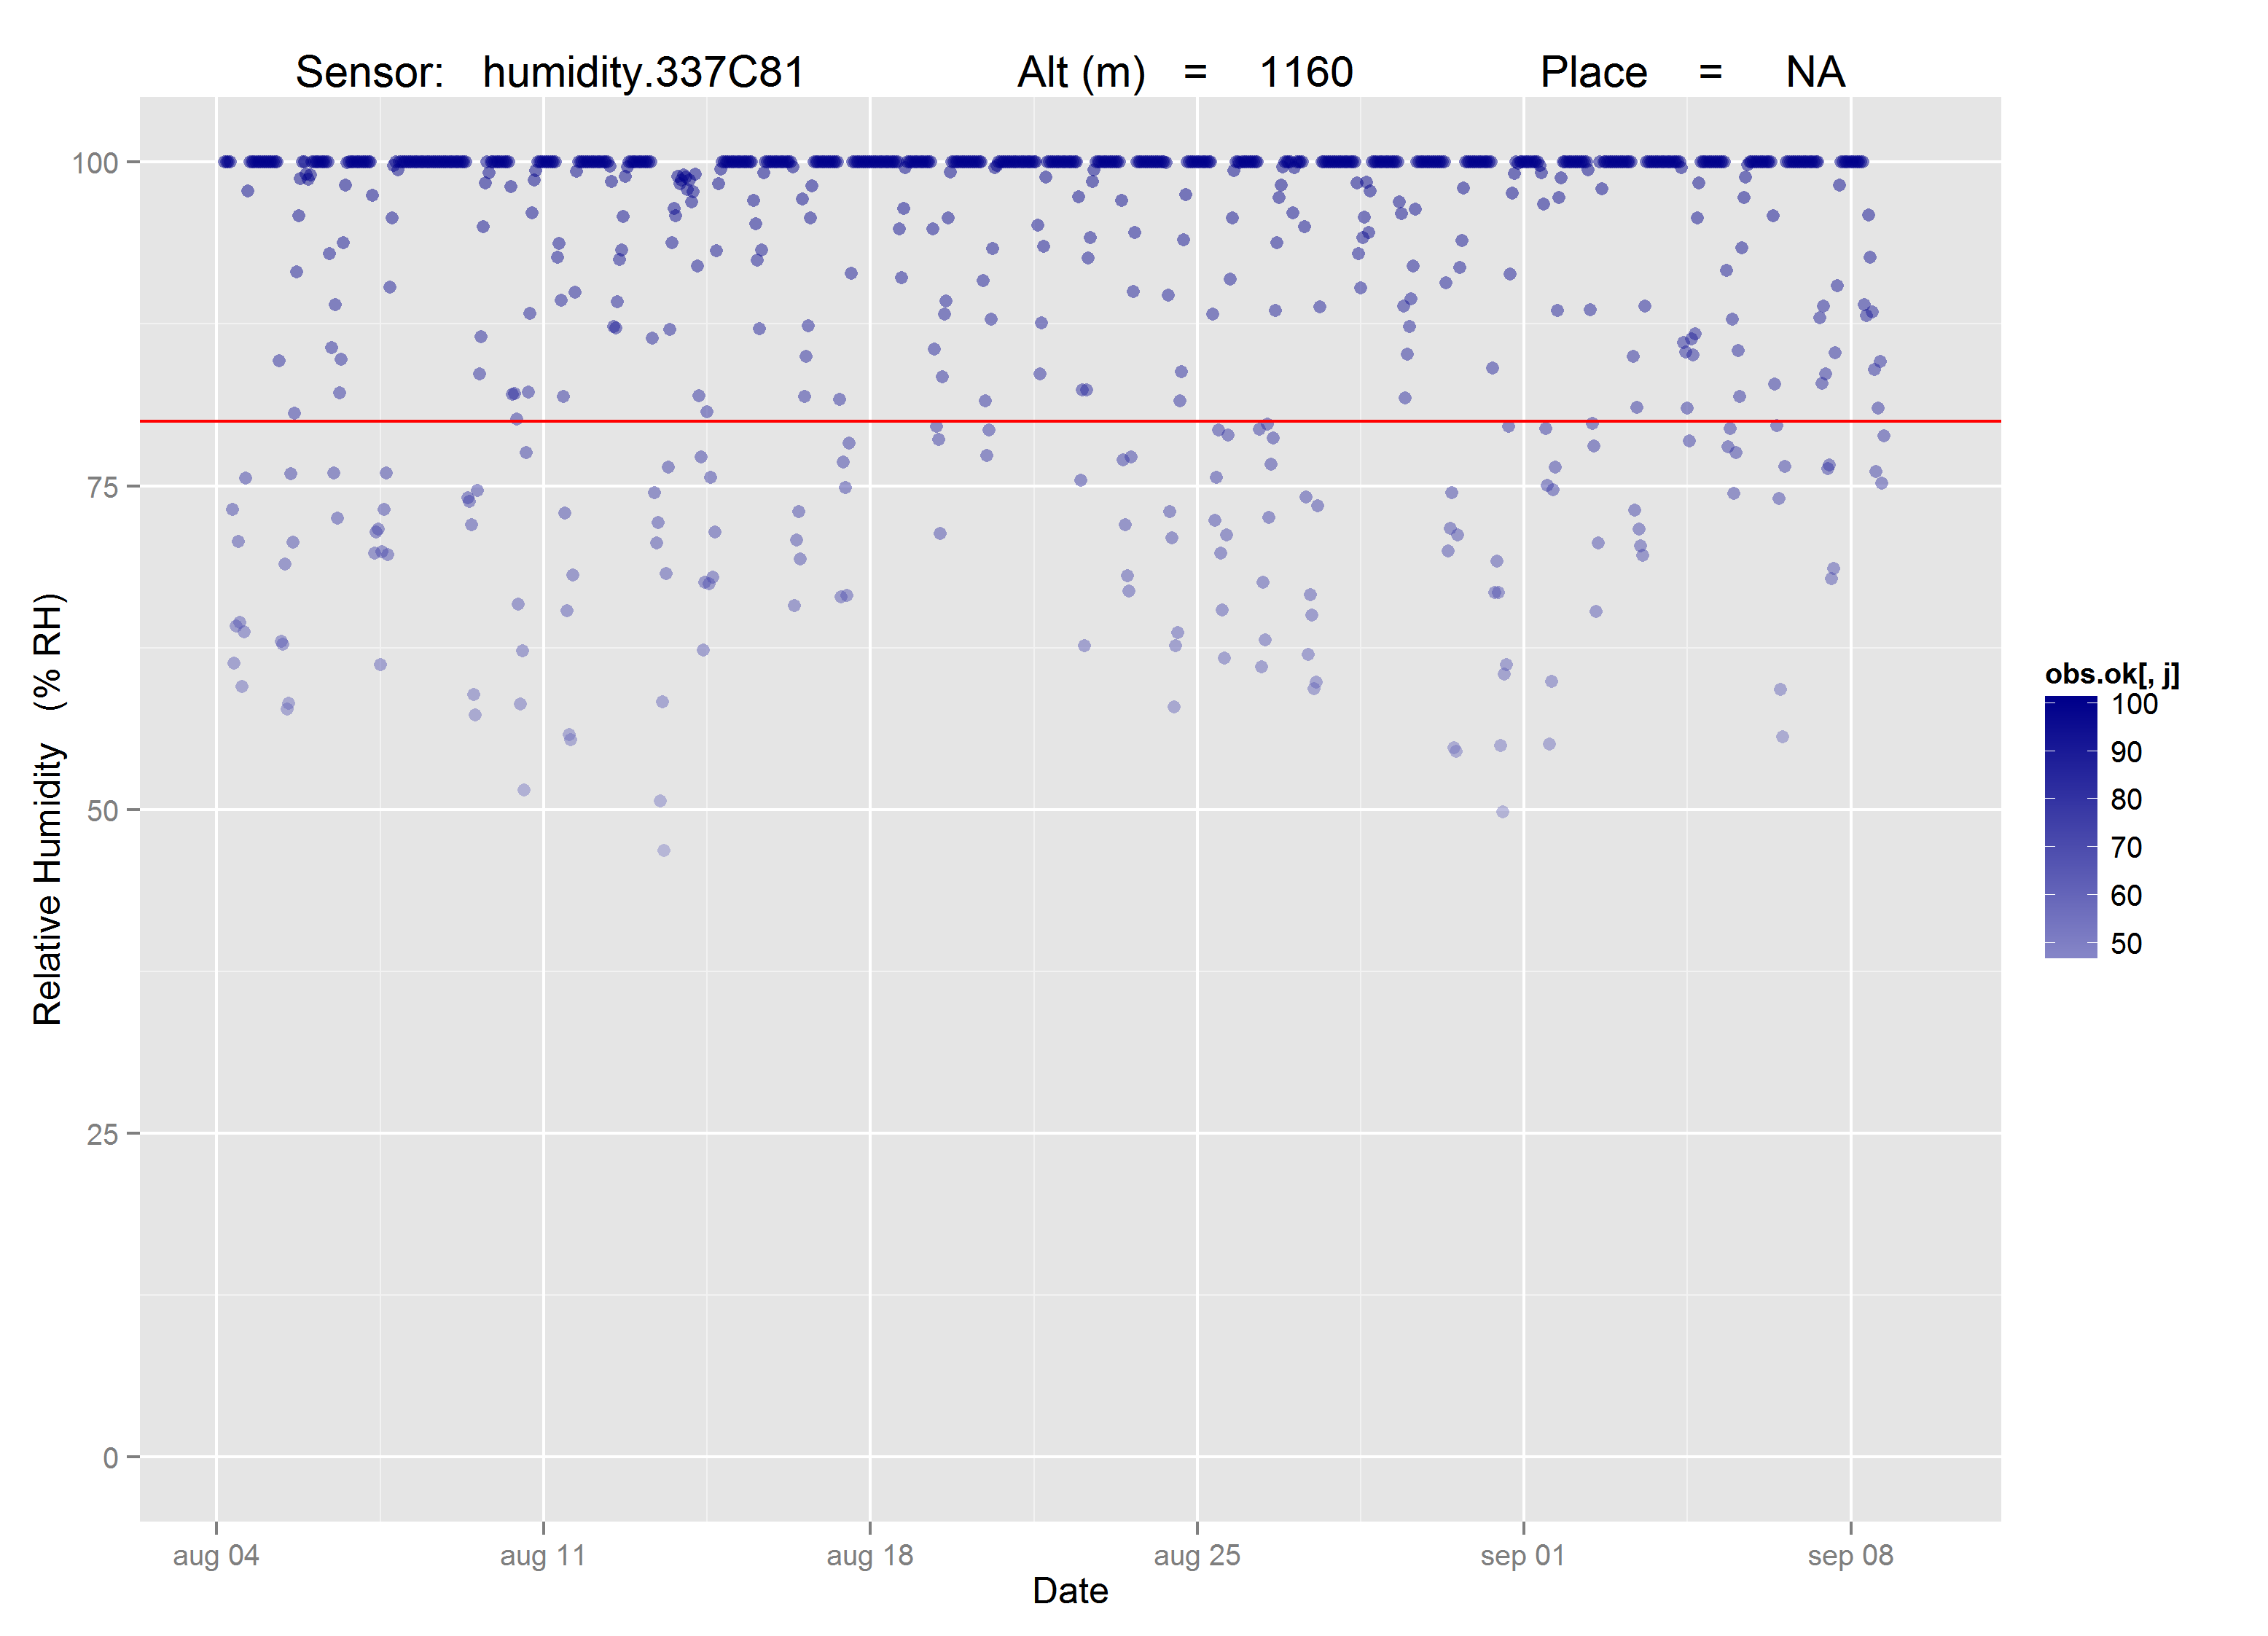 Sensor: humidity.337C81 Alt (m) = 1160 Place = NA
100
75
50
25
0
Relative Humidity (% RH)
aug 04 aug 11 aug 18 aug 25 sep 01 sep 08
Date
obs.ok[, j]
100
90
80
70
60
50